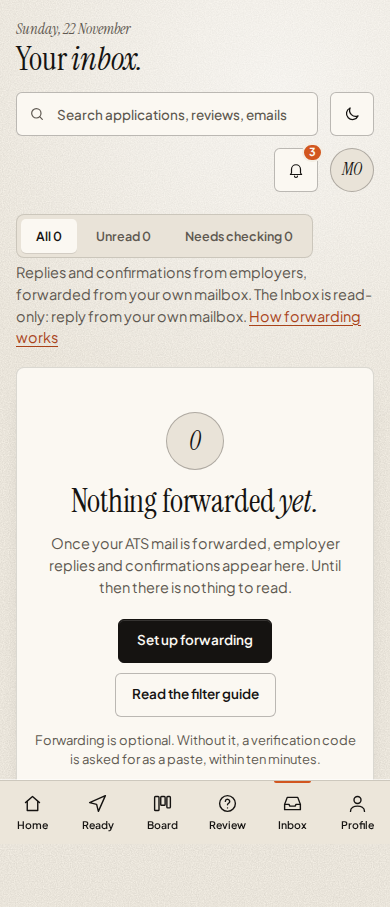 Sunday, 22 November
Your inbox.
Search applications, reviews, emails
3
MO
All 0 Unread 0 Needs checking 0
Replies and confirmations from employers,
forwarded from your own mailbox. The Inbox is read-
only: reply from your own mailbox. How forwarding
works
0
Nothing forwarded yet.
Once your ATS mail is forwarded, employer
replies and confirmations appear here. Until
then there is nothing to read.
Set up forwarding
Read the filter guide
Forwarding is optional. Without it, a verification code
is asked for as a paste, within ten minutes.
Home Ready Board Review Inbox Profile